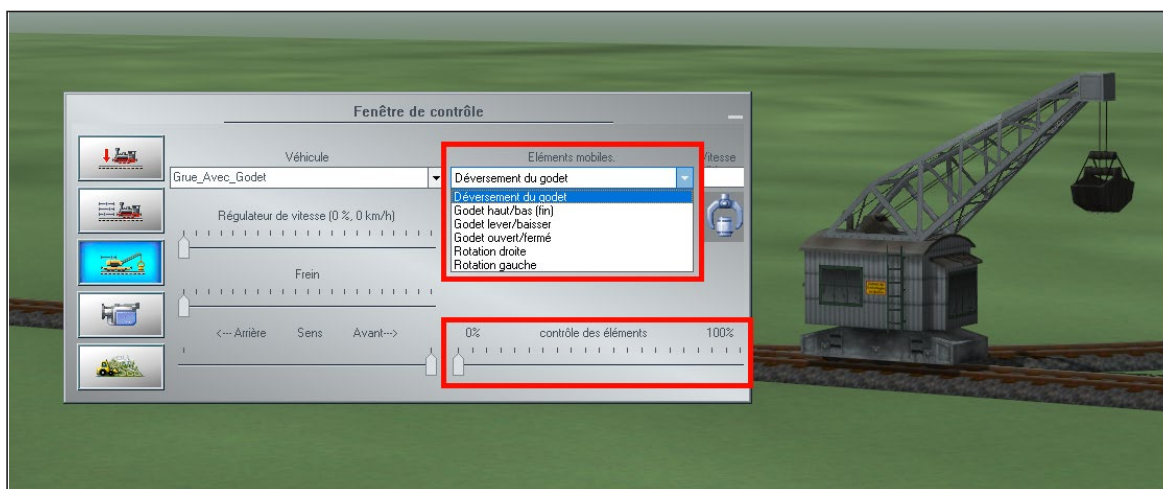 Fenêtre de contrôle
Véhicule
Eléments mobiles.
Vitesse
Grue_Avec_Godet
Déversement du godet
Déversement du godet
Godet haut/bas (fin)
Godet lever/baisser
Godet ouvert/fermé
Rotation droite
Rotation gauche
Régulateur de vitesse (0 %, 0 km/h)
Frein
<--- Arrière Sens Avant--->
0% contrôle des éléments 100%